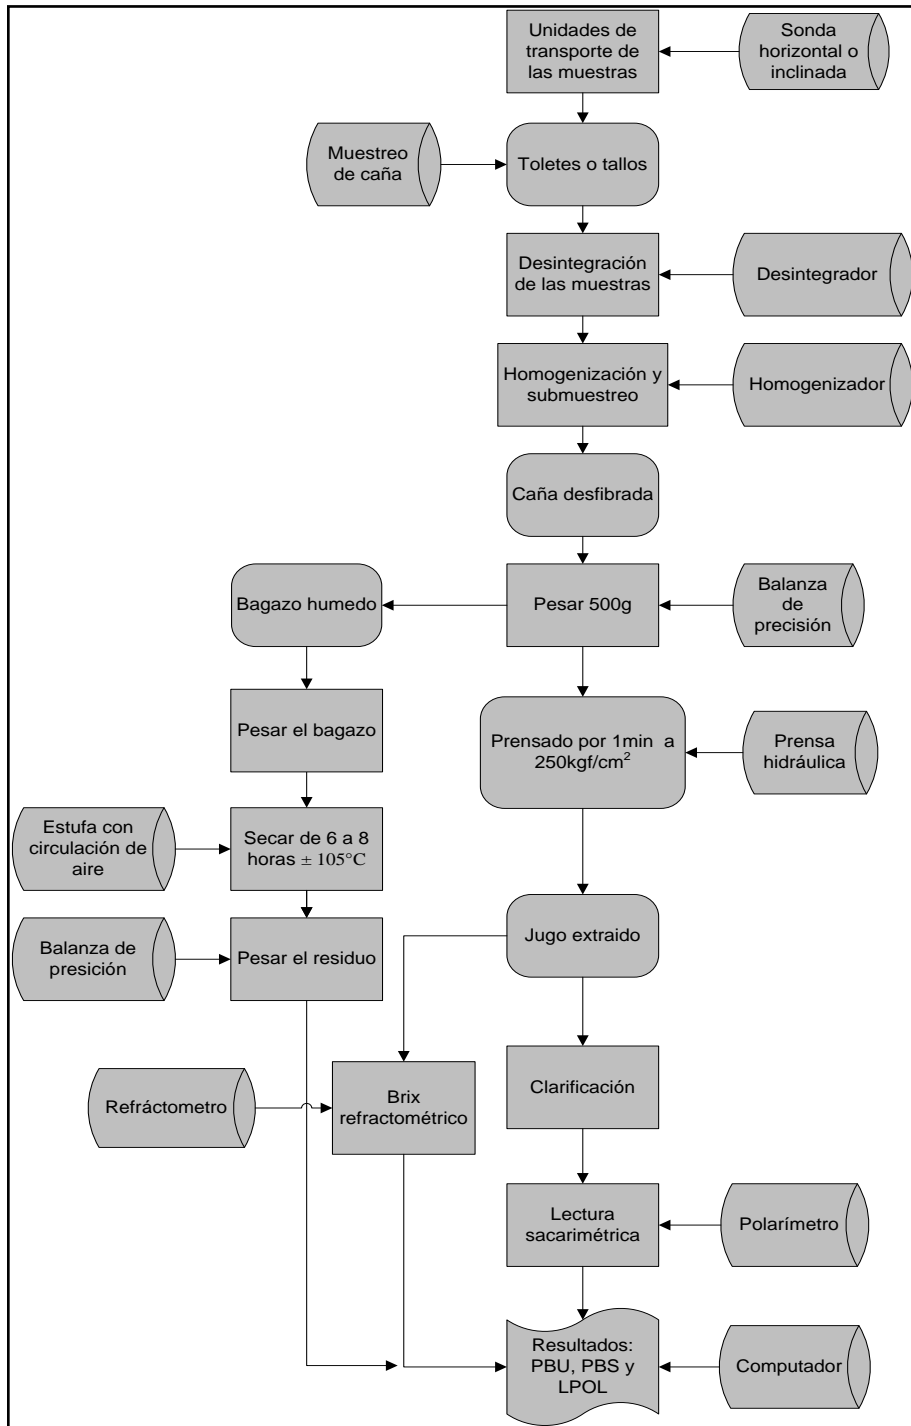 Unidades de
transporte de
las muestras
Sonda
horizontal o
inclinada
Muestreo
de caña
Toletes o tallos
Desintegración
de las muestras
Desintegrador
Homogenización y
submuestreo
Homogenizador
Caña desfibrada
Bagazo humedo
Pesar 500g
Balanza
de
precisión
Pesar el bagazo
Prensado por 1min a
250kgf/cm²
Prensa
hidráulica
Estufa con
circulación de
aire
Secar de 6 a 8
horas ± 105°C
Balanza de
presición
Pesar el residuo
Jugo extraido
Refráctometro
Brix
refractométrico
Clarificación
Lectura
sacarimétrica
Polarímetro
Resultados:
PBU, PBS y
LPOL
Computador